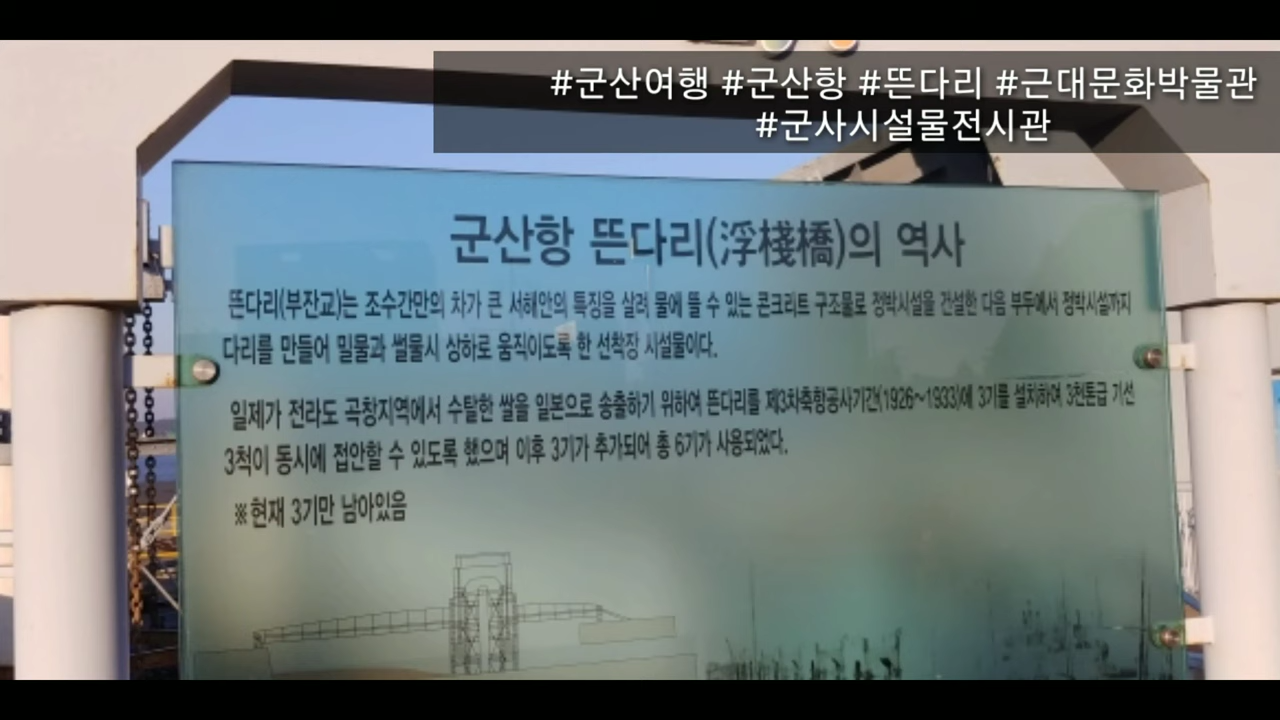 #군산여행 #군산항 #뜬다리 #근대문화박물관
#군사시설물전시관
군산항 뜬다리(浮棧橋)의 역사
뜬다리(부잔교)는 조수간만의 차가 큰 서해안의 특징을 살려 물에 뜰 수 있는 콘크리트 구조물로 정박시설을 건설한 다음 부두에서 정박시설까지
다리를 만들어 밀물과 썰물시 상하로 움직이도록 한 선착장 시설물이다.
일제가 전라도 곡창지역에서 수탈한 쌀을 일본으로 송출하기 위하여 뜬다리를 제3차축항공사기간(1926~1933)에 3기를 설치하여 3천톤급 기선
3척이 동시에 접안할 수 있도록 했으며 이후 3기가 추가되어 총 6기가 사용되었다.
※현재 3기만 남아있음